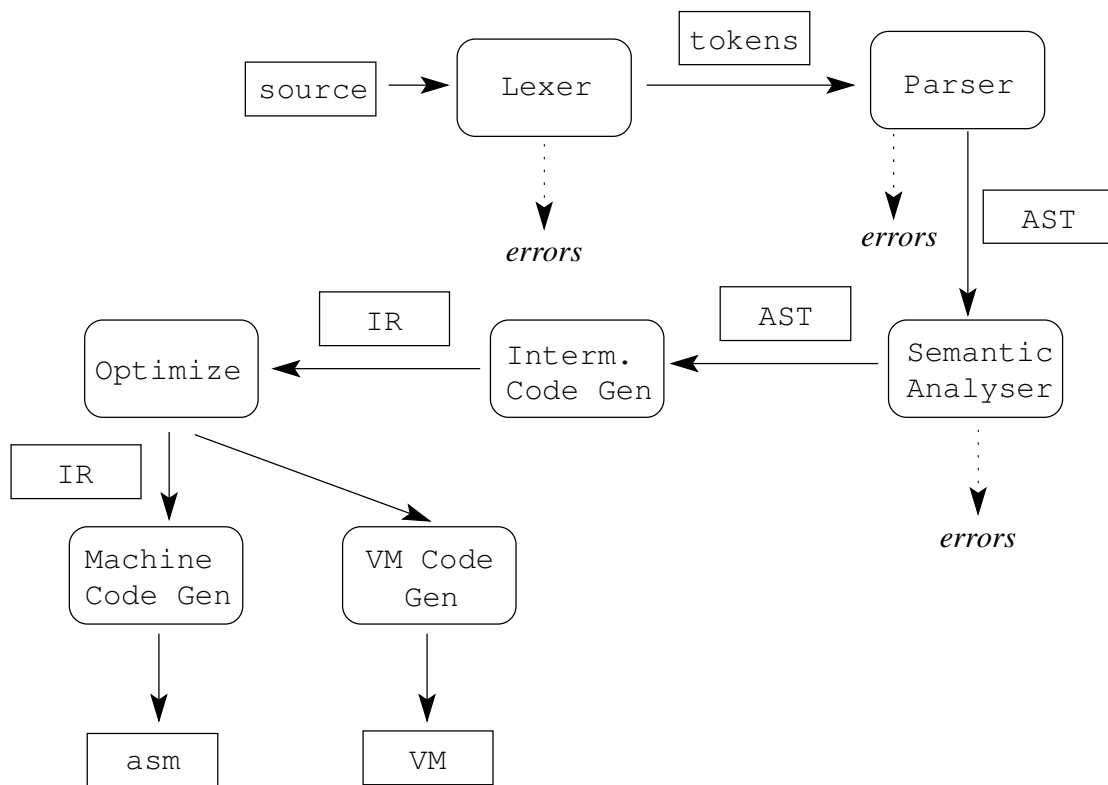 tokens
source
Lexer
Parser
AST
errors
errors
IR
AST
Optimize
Interm.
Code Gen
Semantic
Analyser
IR
errors
Machine
Code Gen
VM Code
Gen
asm
VM